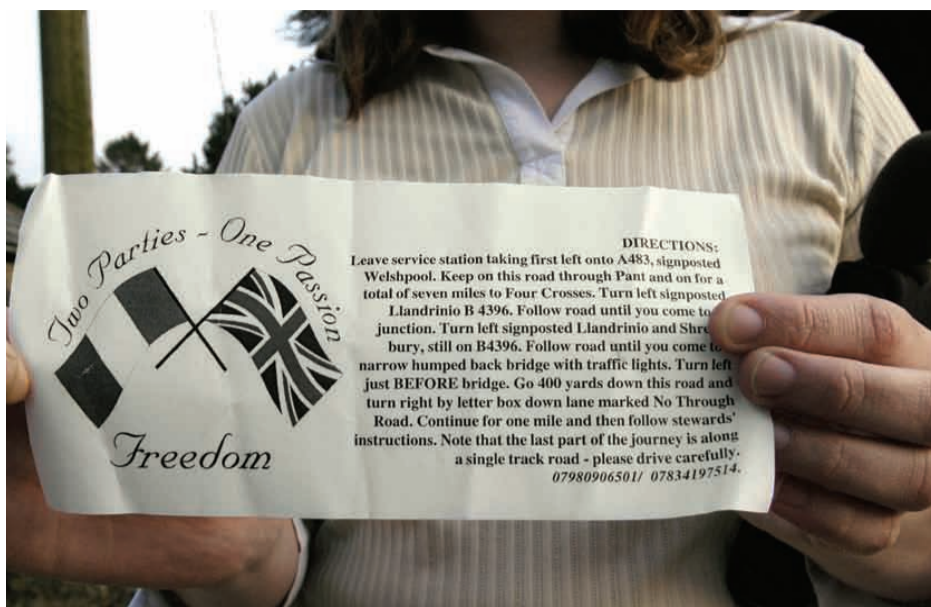 Two Parties - One Passion
Freedom
DIRECTIONS:
Leave service station taking first left onto A483, signposted
Welshpool. Keep on this road through Pant and on for a
total of seven miles to Four Crosses. Turn left signposted
Llandrinio B 4396. Follow road until you come to
junction. Turn left signposted Llandrinio and Shre
bury, still on B4396. Follow road until you come to
narrow humped back bridge with traffic lights. Turn left
just BEFORE bridge. Go 400 yards down this road and
turn right by letter box down lane marked No Through
Road. Continue for one mile and then follow stewards'
instructions. Note that the last part of the journey is along
a single track road - please drive carefully.
07980906501/ 07834197514.